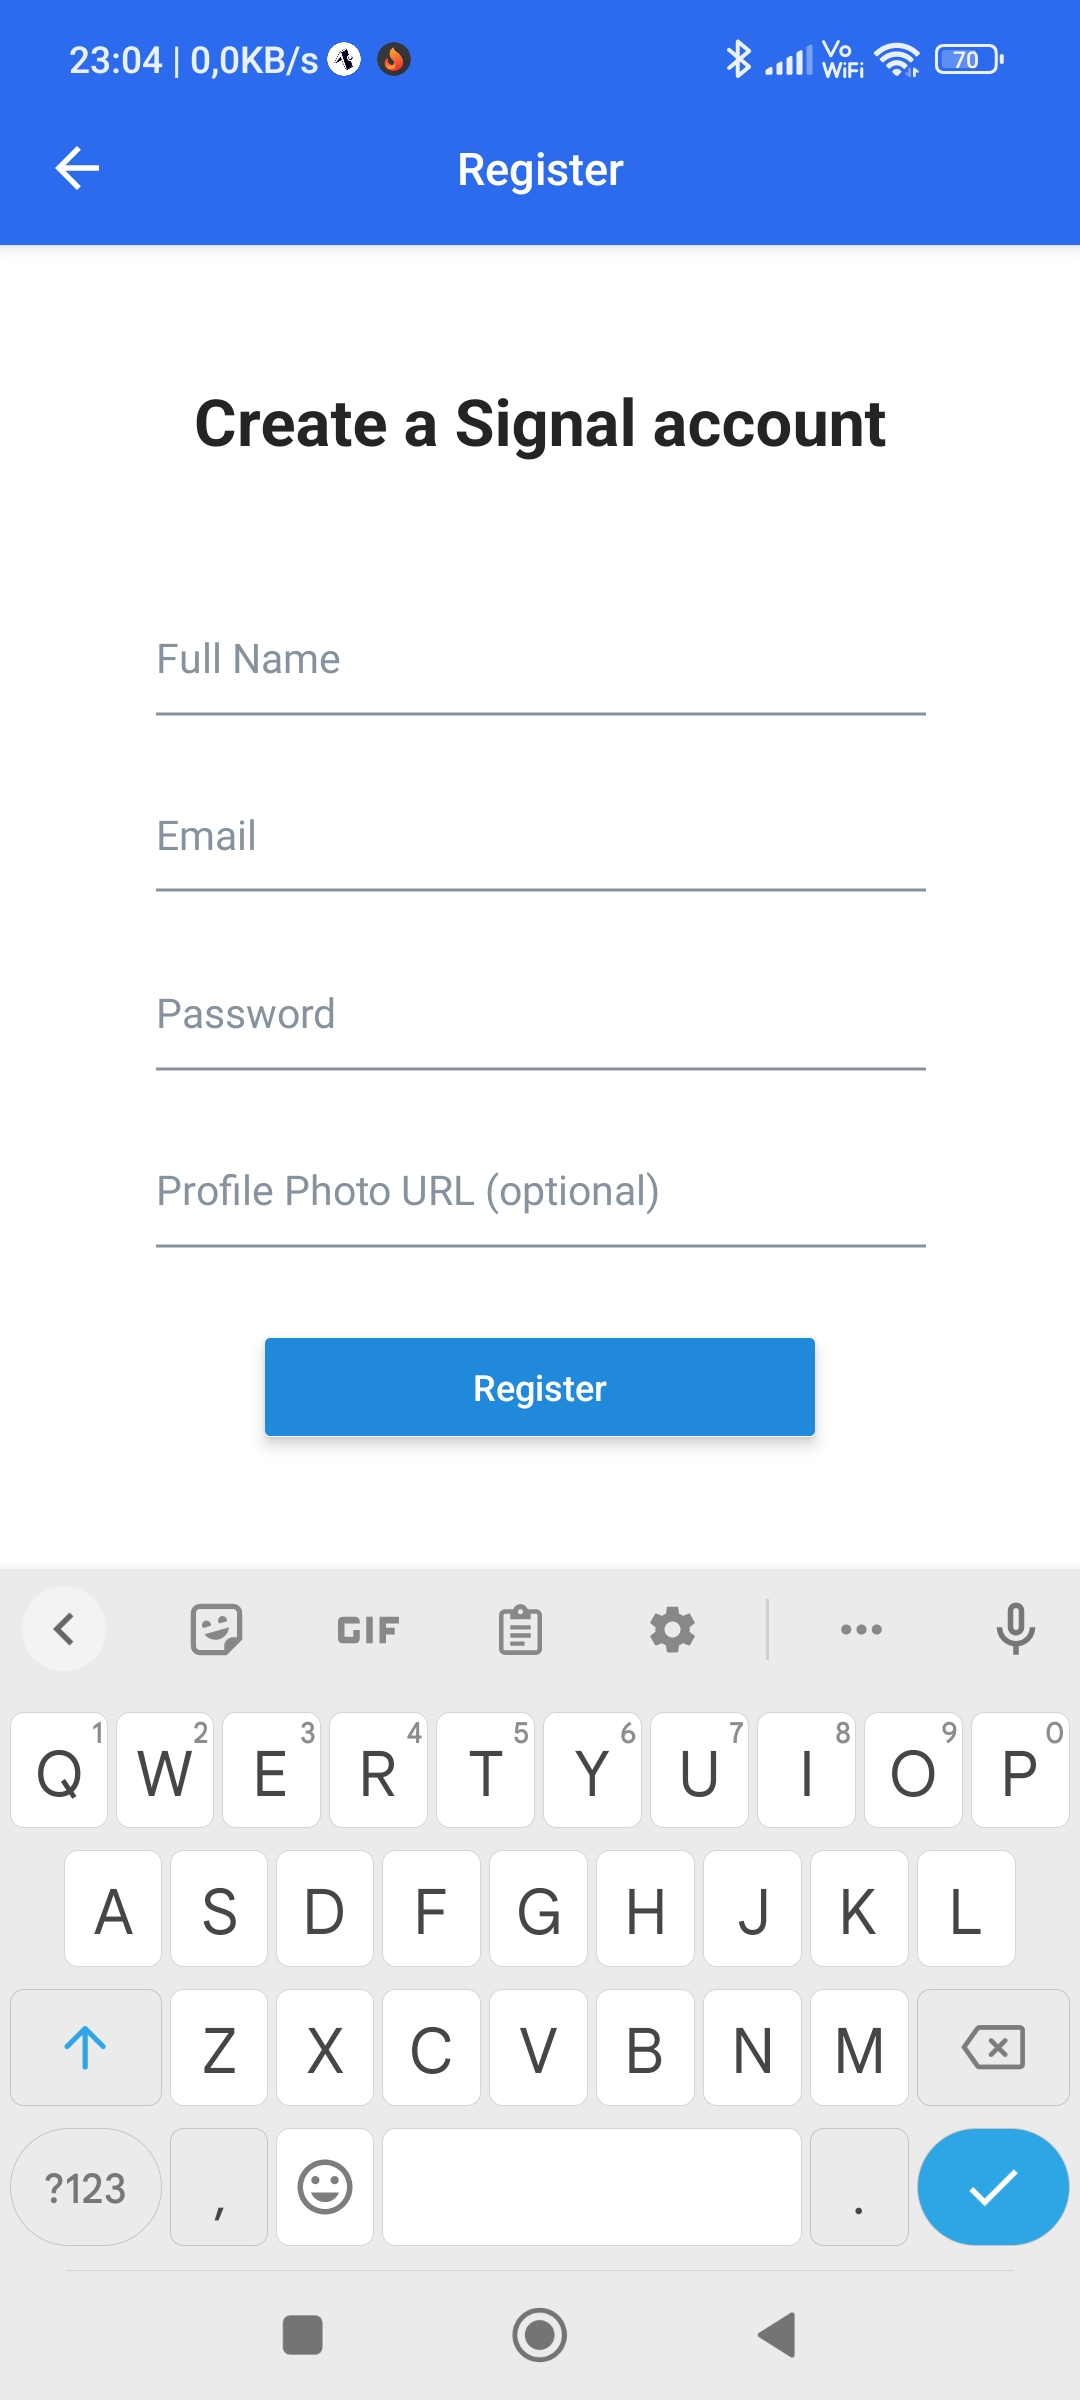 23:04 | 0,0KB/s Vo WiFi 70
Register
Create a Signal account
Full Name
Email
Password
Profile Photo URL (optional)
Register
GIF
Q 1 W 2 E 3 R 4 T 5 Y 6 U 7 I 8 O 9 P 0
A S D F G H J K L
Z X C V B N M
?123 , .